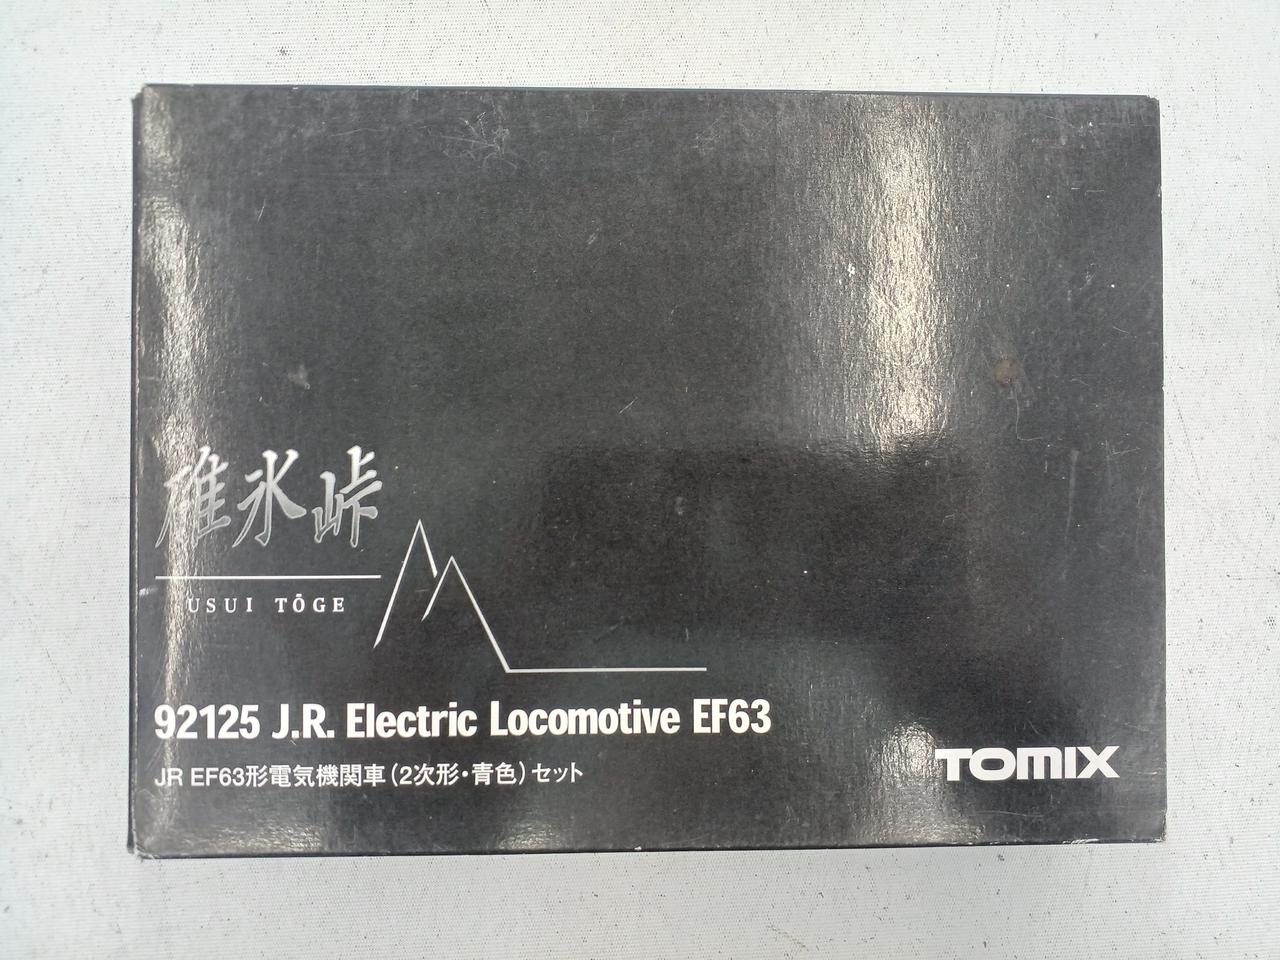 碓氷峠
USUI TŌGE
92125 J.R. Electric Locomotive EF63
JR EF63形電気機関車(2次形・青色)セット
TOMIX